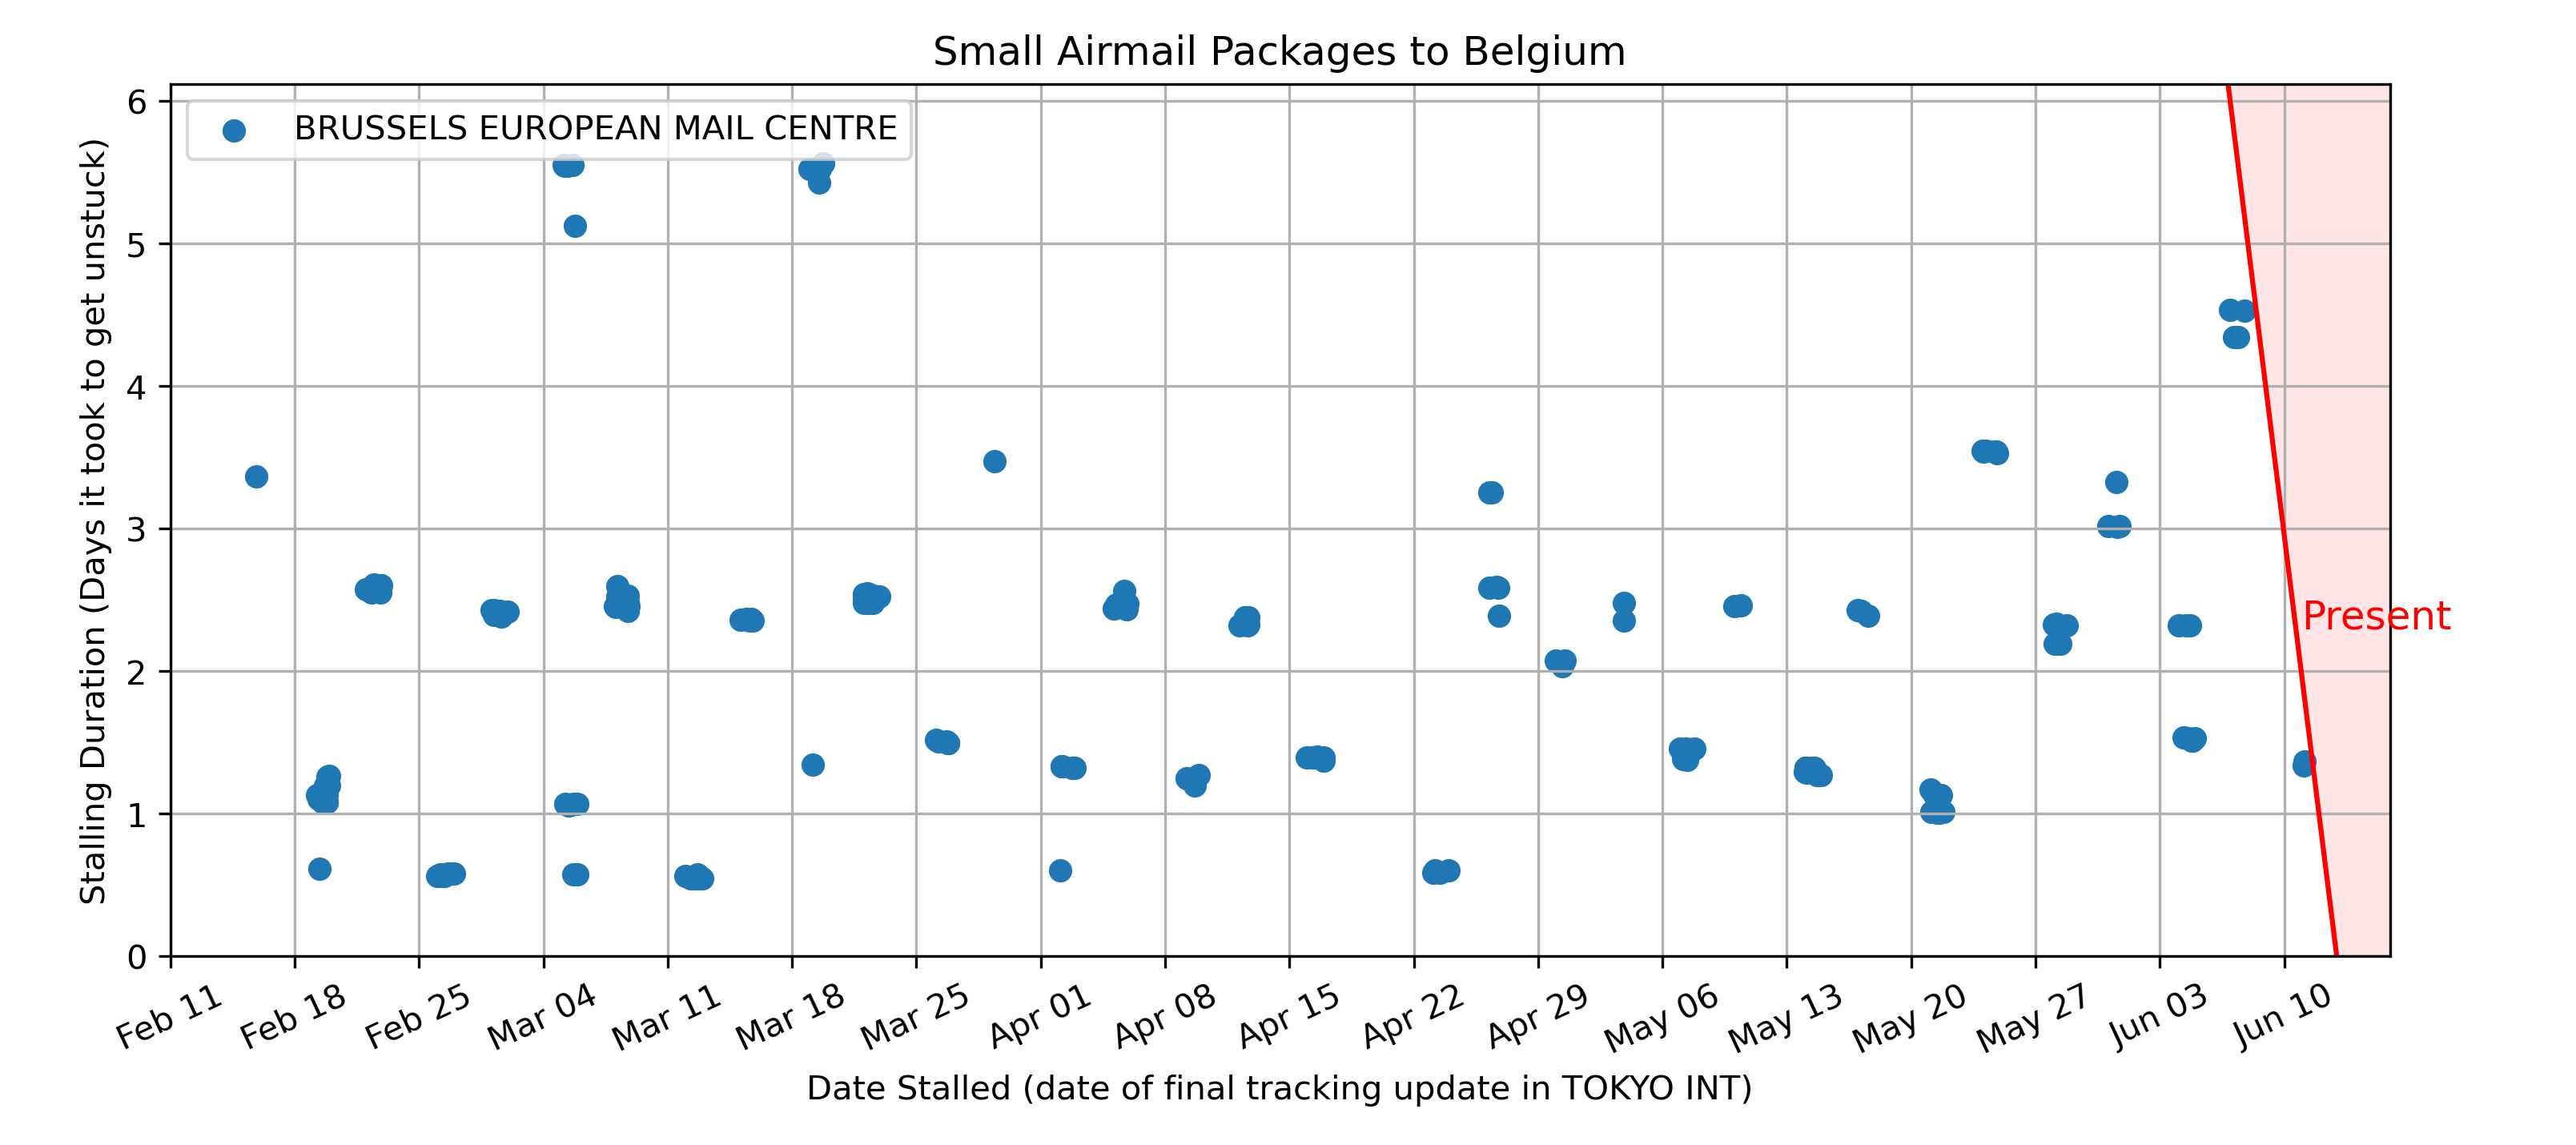 Small Airmail Packages to Belgium
BRUSSELS EUROPEAN MAIL CENTRE
Stalling Duration (Days it took to get unstuck)
6
5
4
3
2
1
0
Present
Feb 11
Feb 18
Feb 25
Mar 04
Mar 11
Mar 18
Mar 25
Apr 01
Apr 08
Apr 15
Apr 22
Apr 29
May 06
May 13
May 20
May 27
Jun 03
Jun 10
Date Stalled (date of final tracking update in TOKYO INT)